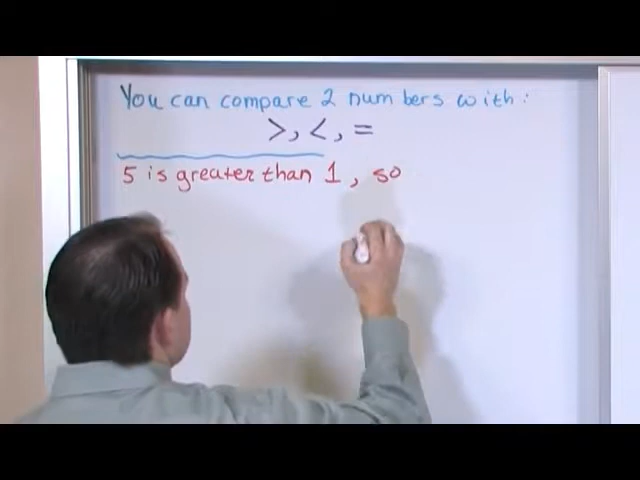 You can compare 2 numbers with:
>, <, =
5 is greater than 1, so